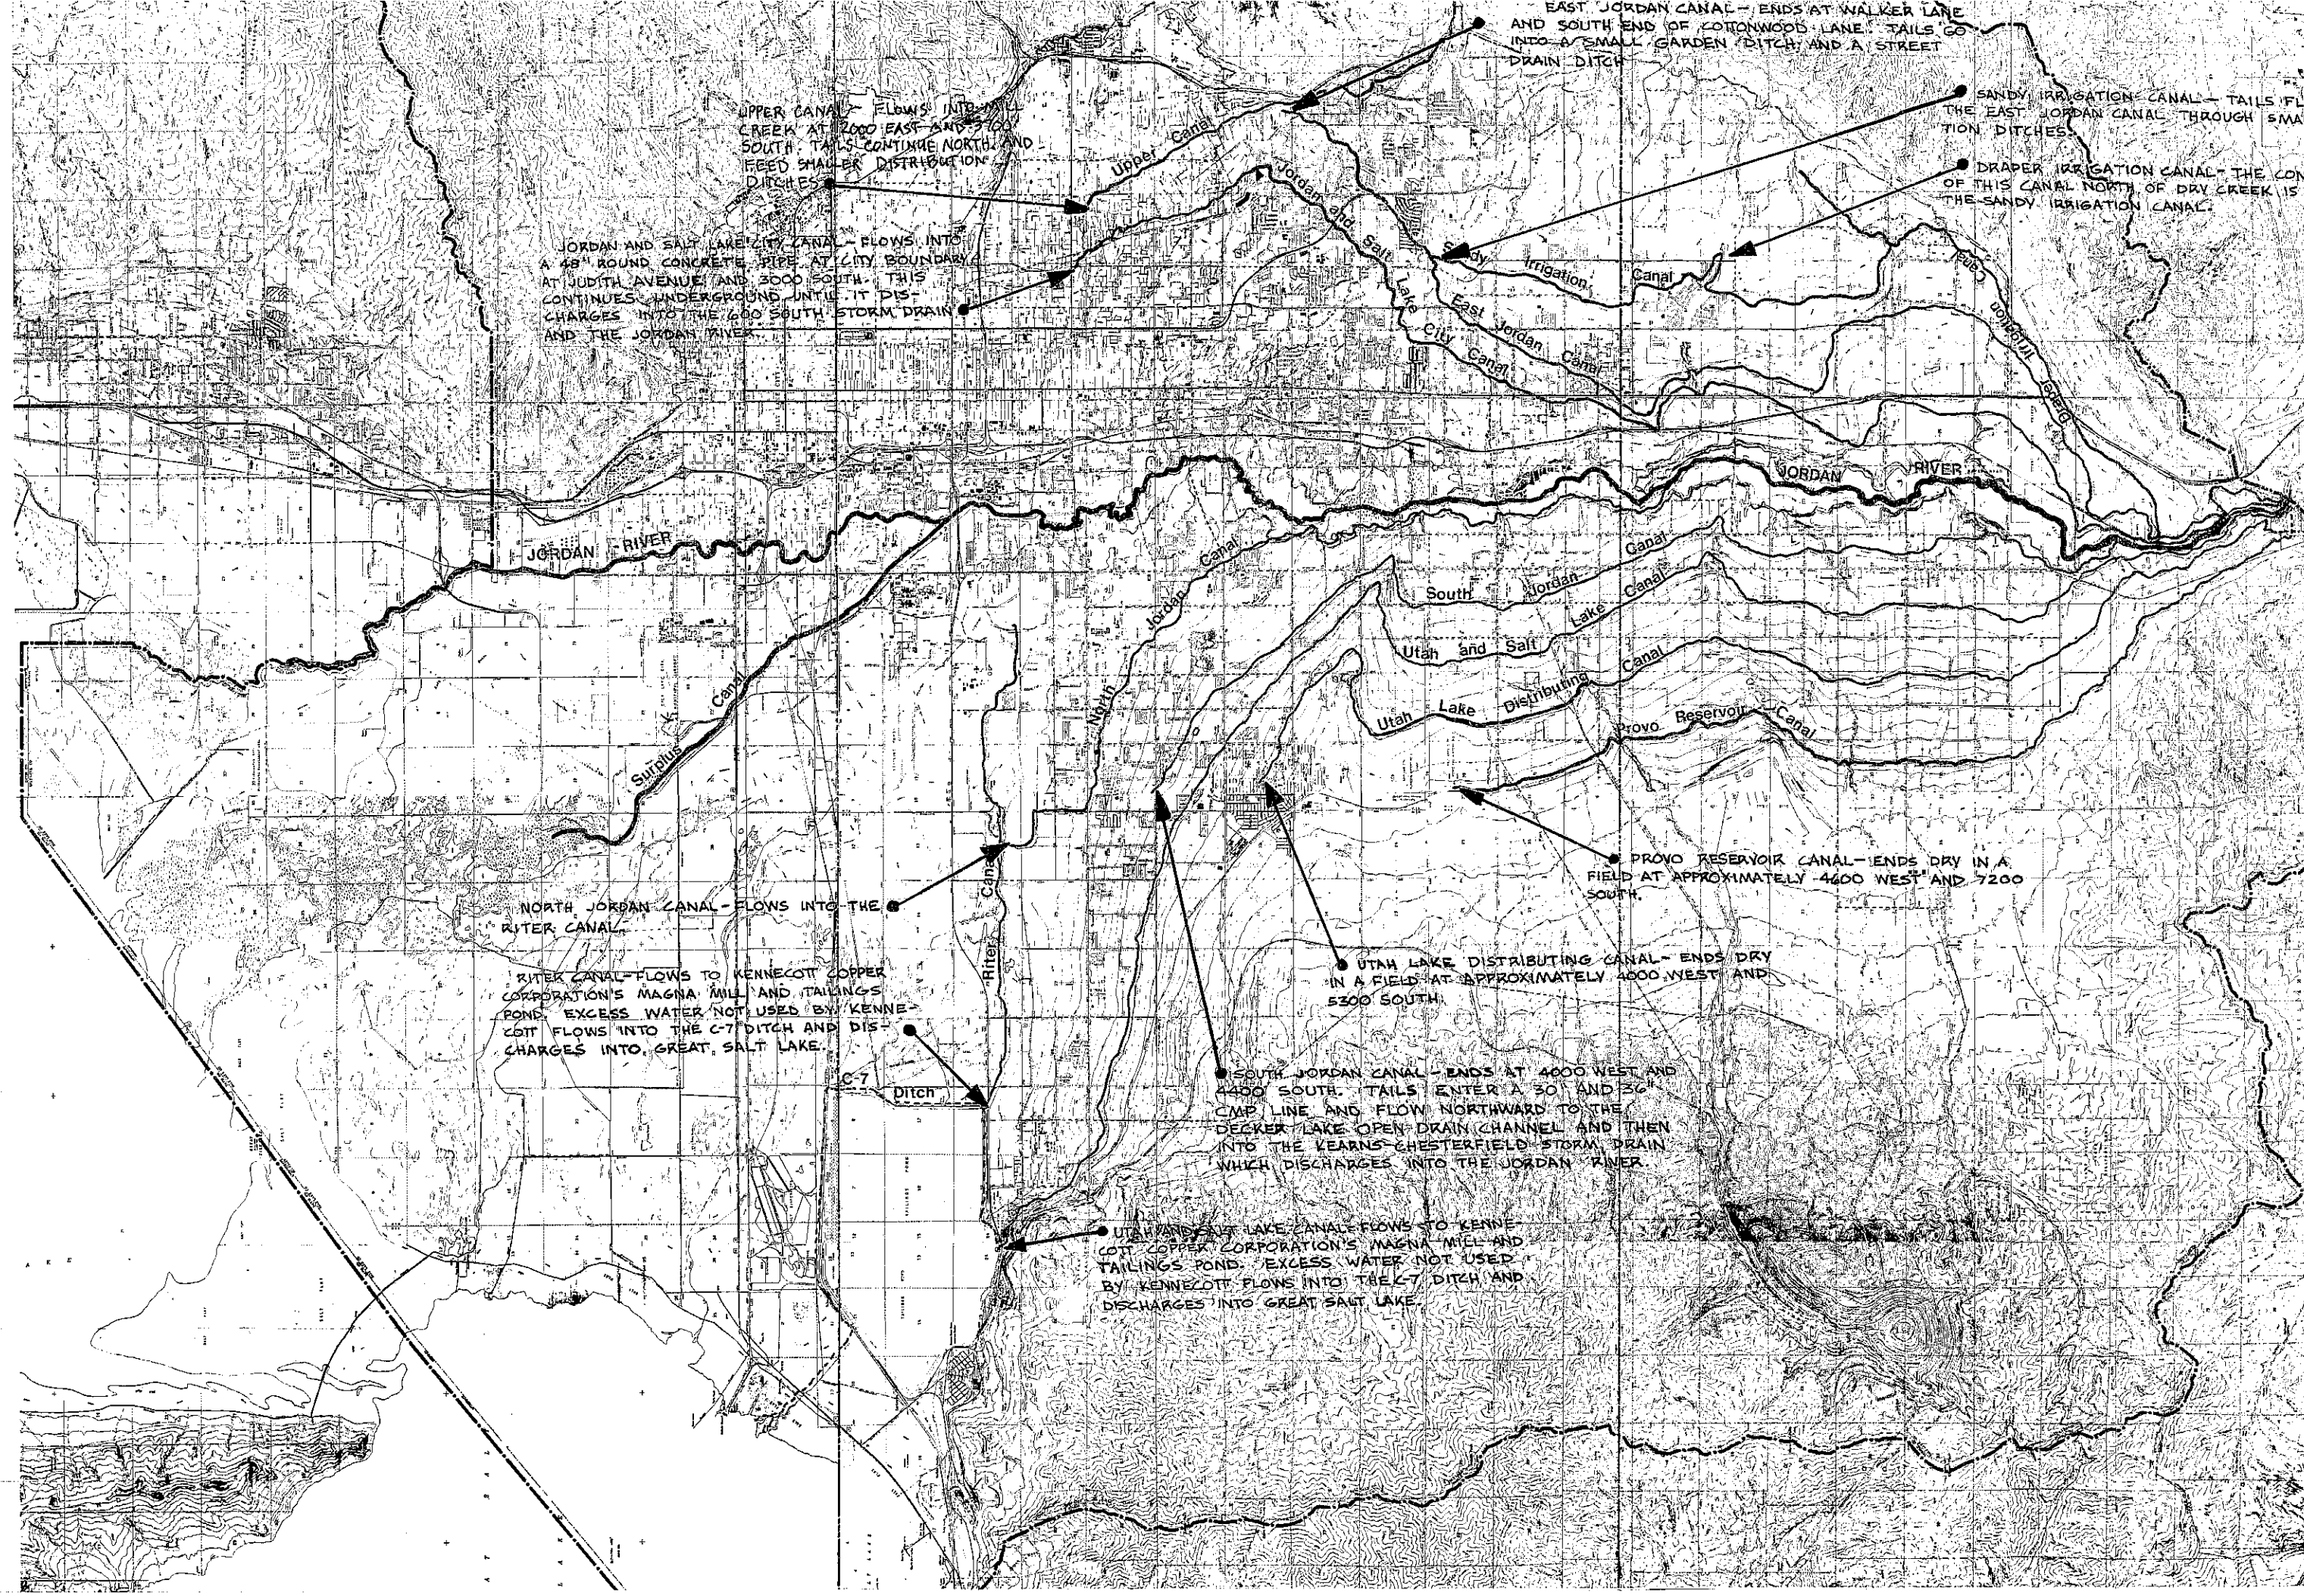 EAST JORDAN CANAL- ENDS AT WALKER LANE
AND SOUTH END OF COTTONWOOD LANE. TAILS GO
INTO A SMALL GARDEN DITCH AND A STREET
DRAIN DITCH
SANDY IRRIGATION CANAL- TAILS
THE EAST JORDAN CANAL THROUGH
TION DITCHES.
DRAPER IRRIGATION CANAL- THE
OF THIS CANAL NORTH OF DRY CREEK IS
THE SANDY IRRIGATION CANAL.
UPPER CANAL- FLOWS INTO MILL
CREEK AT 2000 EAST AND
SOUTH. TAILS CONTINUE NORTH AND
FEED SMALLER DISTRIBUTION
DITCHES
JORDAN AND SALT LAKE CITY CANAL- FLOWS INTO
A 48" ROUND CONCRETE PIPE AT CITY BOUNDARY
AT JUDITH AVENUE AND 3000 SOUTH. THIS
CONTINUES UNDERGROUND UNTIL IT DIS-
CHARGES INTO THE 600 SOUTH STORM DRAIN
AND THE JORDAN RIVER.
Upper Canal
Jordan and Salt Lake City Canal
Sandy Irrigation Canal
East Jordan Canal
Draper Irrigation Canal
JORDAN RIVER
JORDAN RIVER
Surplus Canal
North Jordan Canal
South Jordan Canal
Utah and Salt Lake Canal
Utah Lake Distributing Canal
Provo Reservoir Canal
Riter Canal
PROVO RESERVOIR CANAL- ENDS DRY IN A
FIELD AT APPROXIMATELY 4600 WEST AND 7200
SOUTH.
NORTH JORDAN CANAL- FLOWS INTO THE
RITER CANAL.
UTAH LAKE DISTRIBUTING CANAL- ENDS DRY
IN A FIELD AT APPROXIMATELY 4000 WEST AND
5300 SOUTH.
RITER CANAL- FLOWS TO KENNECOTT COPPER
CORPORATION'S MAGNA MILL AND TAILINGS
POND. EXCESS WATER NOT USED BY KENNE-
COTT FLOWS INTO THE C-7 DITCH AND DIS-
CHARGES INTO GREAT SALT LAKE.
C-7
Ditch
SOUTH JORDAN CANAL- ENDS AT 4000 WEST AND
4400 SOUTH. TAILS ENTER A 30" AND 36"
CMP LINE AND FLOW NORTHWARD TO THE
DECKER LAKE OPEN DRAIN CHANNEL AND THEN
INTO THE KEARNS-CHESTERFIELD STORM DRAIN
WHICH DISCHARGES INTO THE JORDAN RIVER.
UTAH AND SALT LAKE CANAL- FLOWS TO KENNE-
COTT COPPER CORPORATION'S MAGNA MILL AND
TAILINGS POND. EXCESS WATER NOT USED
BY KENNECOTT FLOWS INTO THE C-7 DITCH AND
DISCHARGES INTO GREAT SALT LAKE.